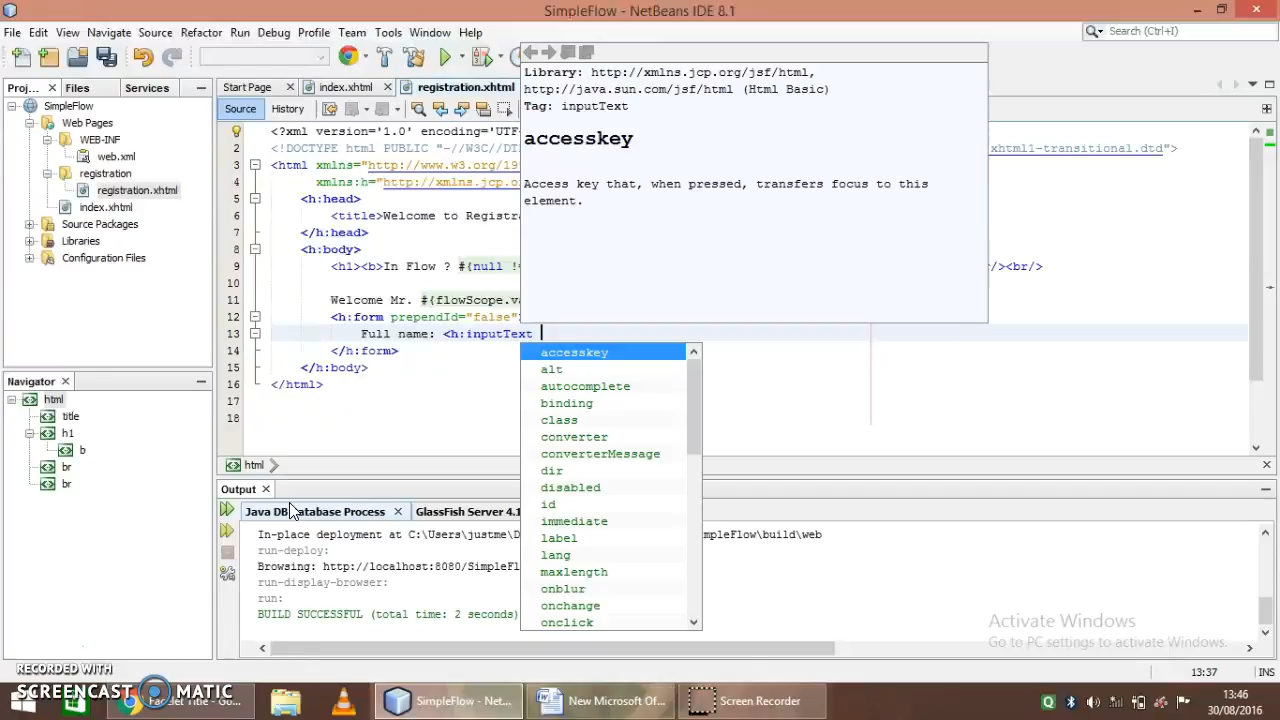 SimpleFlow - NetBeans IDE 8.1
File Edit View Navigate Source Refactor Run Debug Profile Team Tools Window Help
Search (Ctrl+I)
Proj... Files Services
Start Page index.xhtml registration.xhtml
Source History
SimpleFlow
Web Pages
WEB-INF
web.xml
registration
registration.xhtml
index.xhtml
Source Packages
Libraries
Configuration Files
Library: http://xmlns.jcp.org/jsf/html,
http://java.sun.com/jsf/html (Html Basic)
Tag: inputText
accesskey
Access key that, when pressed, transfers focus to this
element.
1 <?xml version='1.0' encoding='UTF
2 <!DOCTYPE html PUBLIC "-//W3C//DT xhtml1-transitional.dtd">
3 <html xmlns="http://www.w3.org/19
4 xmlns:h="http://xmlns.jcp.o
5 <h:head>
6 <title>Welcome to Registra
7 </h:head>
8 <h:body>
9 <h1><b>In Flow ? #{null != /><br/>
10
11 Welcome Mr. #{flowScope.va
12 <h:form prependId="false"
13 Full name: <h:inputText
14 </h:form>
15 </h:body>
16 </html>
17
18
accesskey
alt
autocomplete
binding
class
converter
converterMessage
dir
disabled
id
immediate
label
lang
maxlength
onblur
onchange
onclick
Navigator
html
title
h1
b
br
br
html
Output
Java DB Database Process GlassFish Server 4.1
In-place deployment at C:\Users\justme\D mpleFlow\build\web
run-deploy:
Browsing: http://localhost:8080/SimpleFl
run-display-browser:
run:
BUILD SUCCESSFUL (total time: 2 seconds)
Activate Windows
Go to PC settings to activate Windows.
13:37 INS
RECORDED WITH
SCREENCAST MATIC
Facelet Title - Go... SimpleFlow - Net... New Microsoft Of... Screen Recorder
13:46
30/08/2016